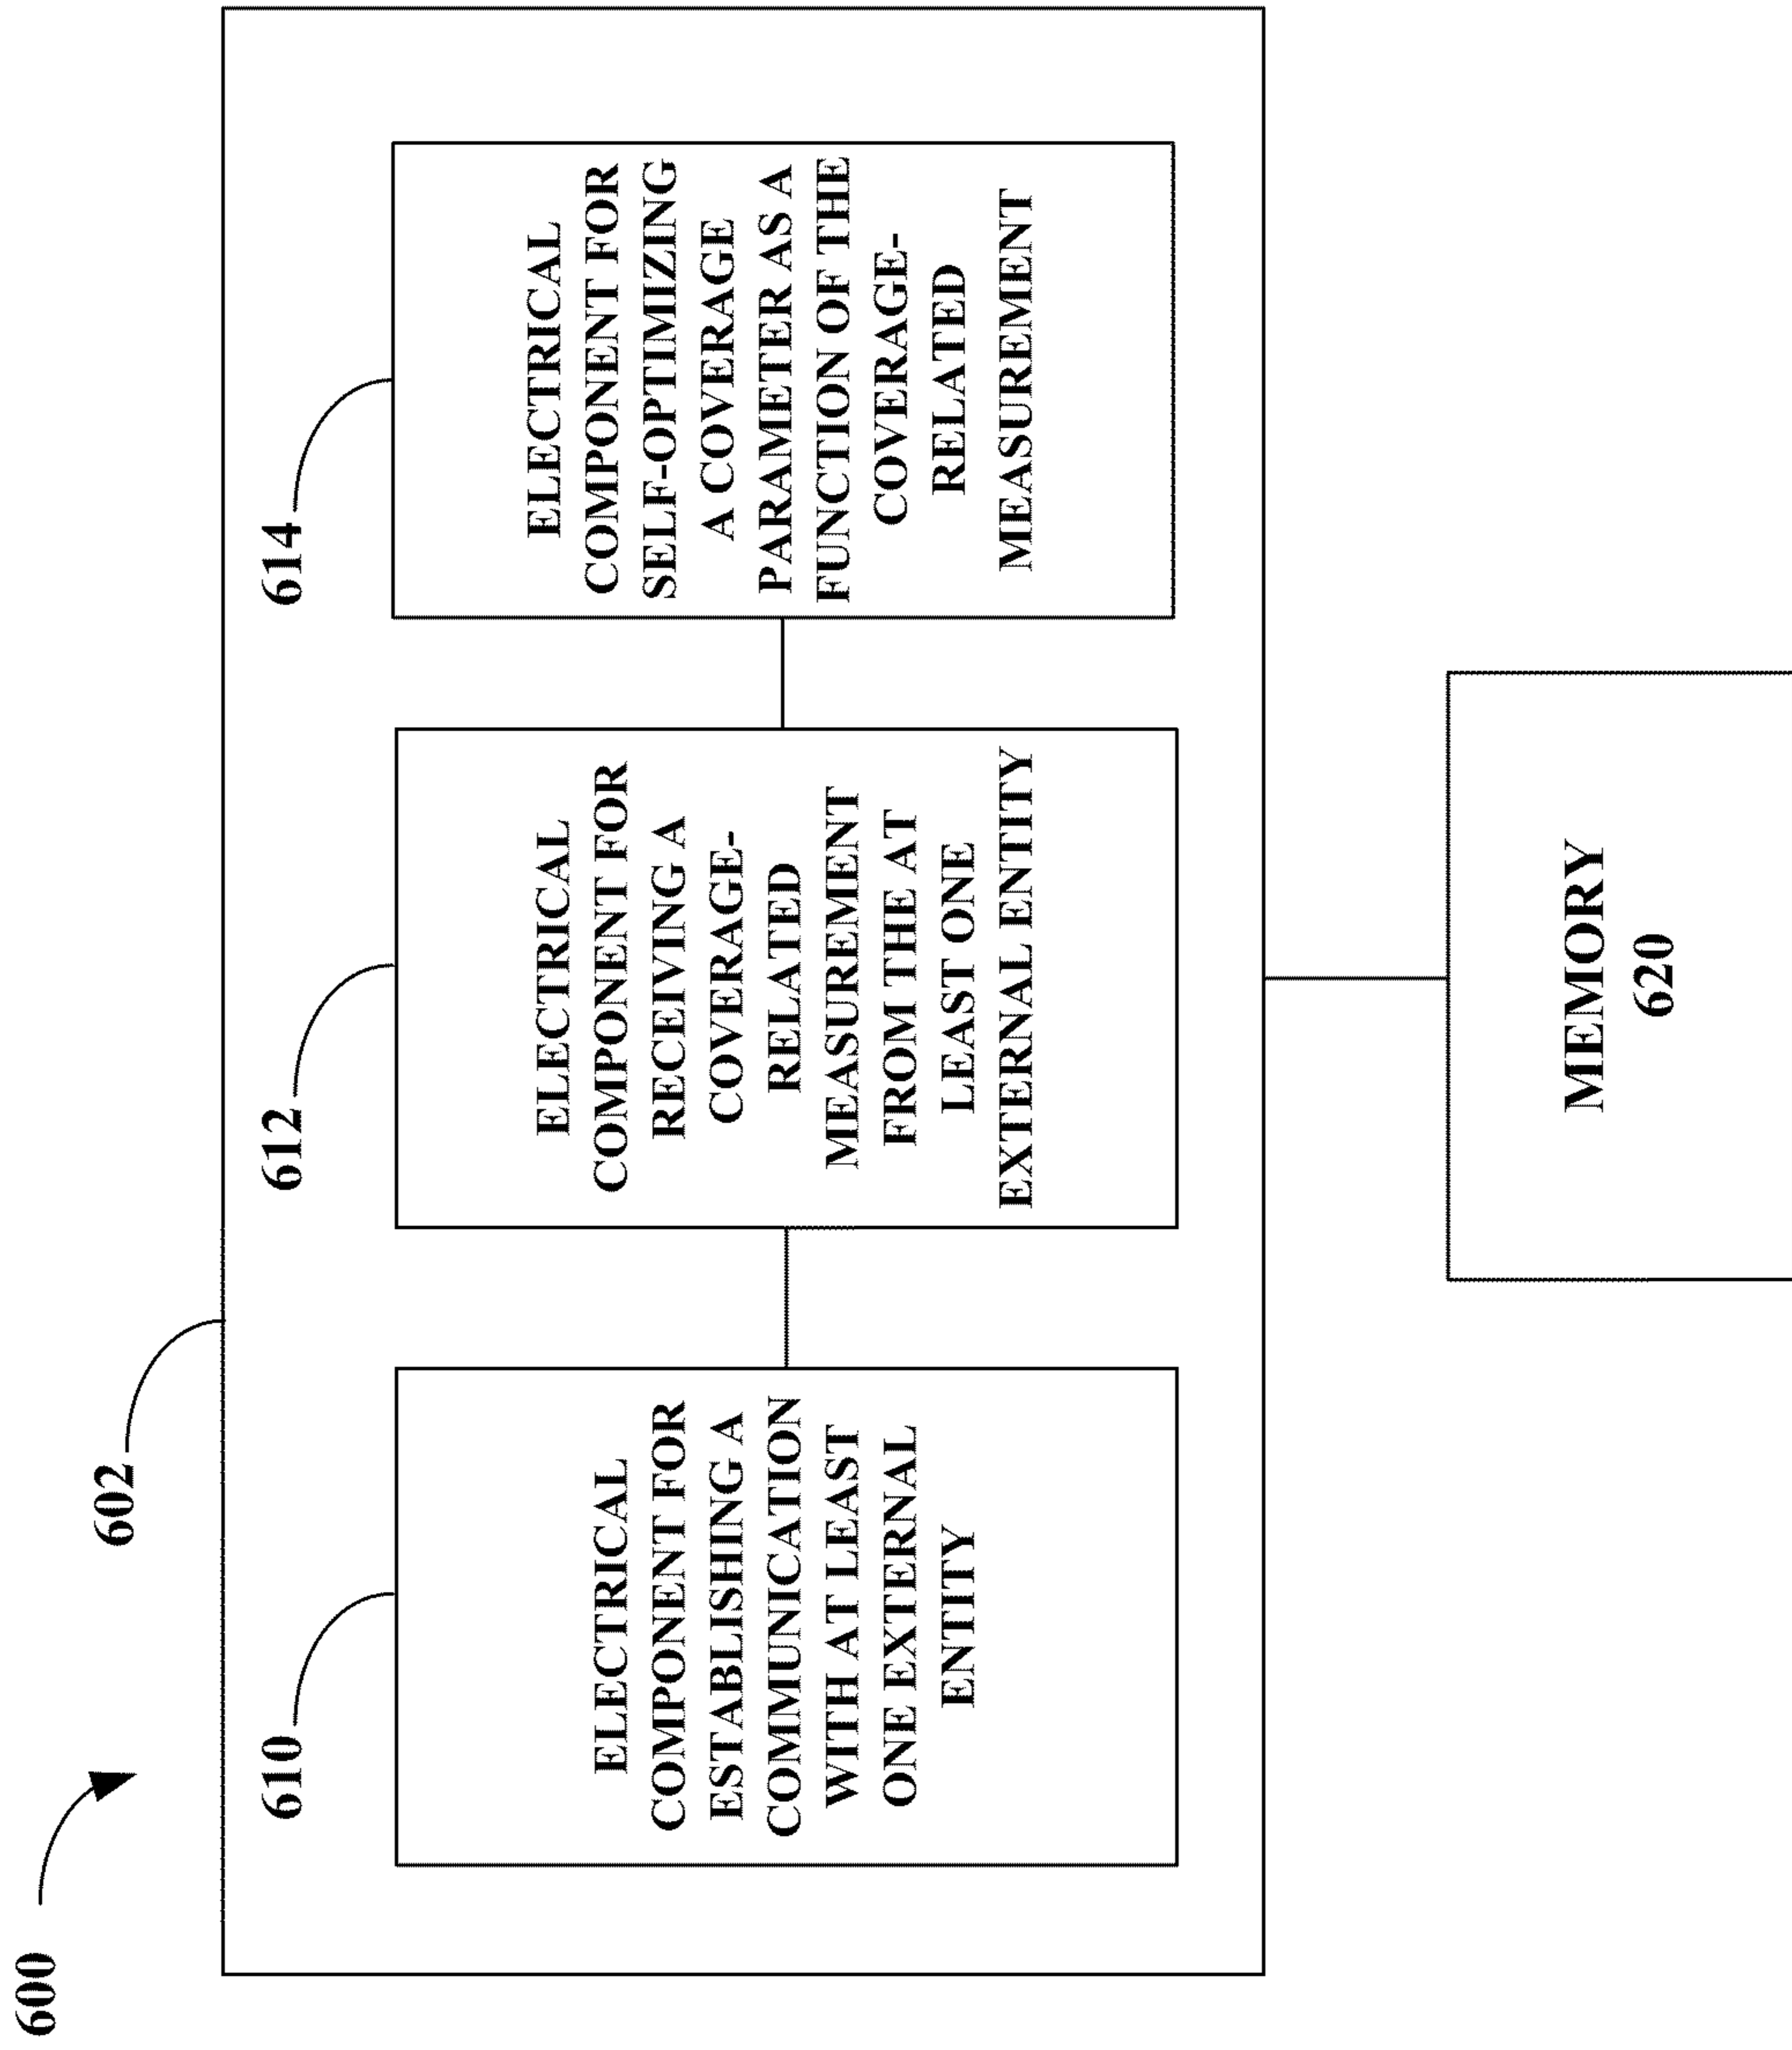 600
602
610
ELECTRICAL
COMPONENT FOR
ESTABLISHING A
COMMUNICATION
WITH AT LEAST
ONE EXTERNAL
ENTITY
612
ELECTRICAL
COMPONENT FOR
RECEIVING A
COVERAGE-
RELATED
MEASUREMENT
FROM THE AT
LEAST ONE
EXTERNAL ENTITY
614
ELECTRICAL
COMPONENT FOR
SELF-OPTIMIZING
A COVERAGE
PARAMETER AS A
FUNCTION OF THE
COVERAGE-
RELATED
MEASUREMENT
MEMORY
620